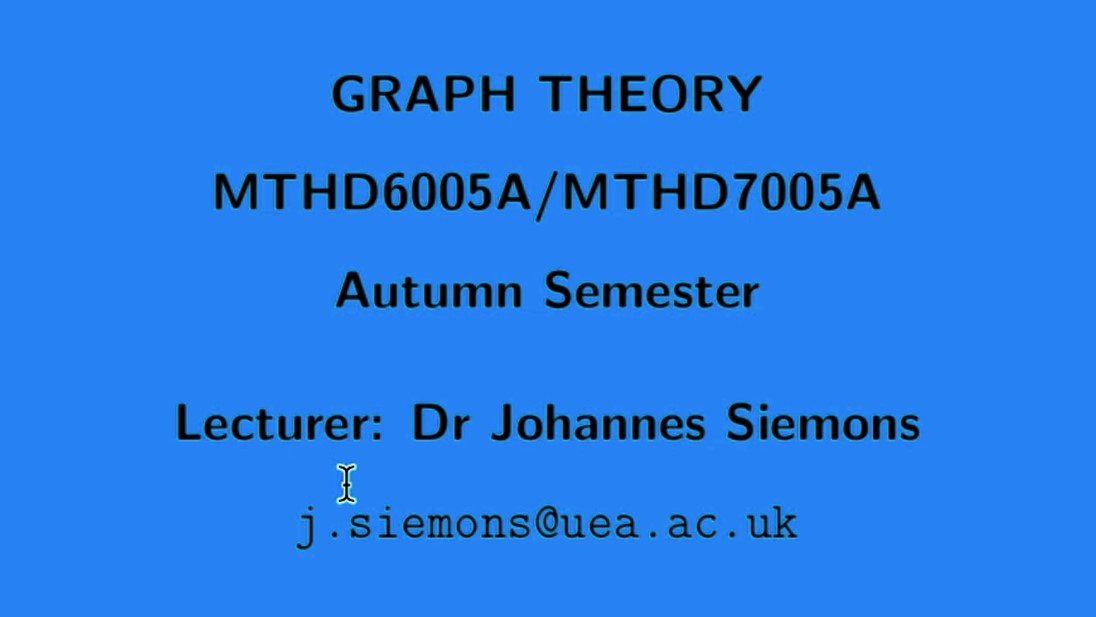 GRAPH THEORY
MTHD6005A/MTHD7005A
Autumn Semester
Lecturer: Dr Johannes Siemons
j.siemons@uea.ac.uk